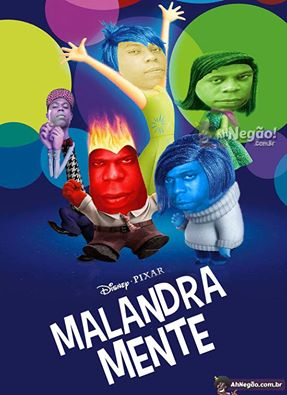 AhNegão!
.com.br
Disney · PIXAR
MALANDRA
MENTE
AhNegão.com.br